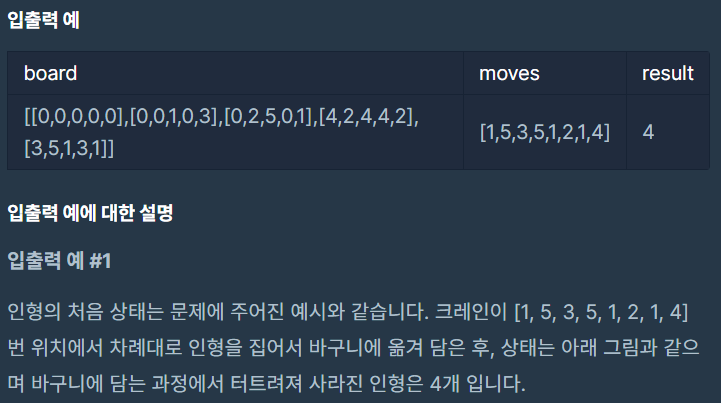 입출력 예
board moves result
[[0,0,0,0,0],[0,0,1,0,3],[0,2,5,0,1],[4,2,4,4,2],
[3,5,1,3,1]] [1,5,3,5,1,2,1,4] 4
입출력 예에 대한 설명
입출력 예 #1
인형의 처음 상태는 문제에 주어진 예시와 같습니다. 크레인이 [1, 5, 3, 5, 1, 2, 1, 4]
번 위치에서 차례대로 인형을 집어서 바구니에 옮겨 담은 후, 상태는 아래 그림과 같으
며 바구니에 담는 과정에서 터트려져 사라진 인형은 4개 입니다.